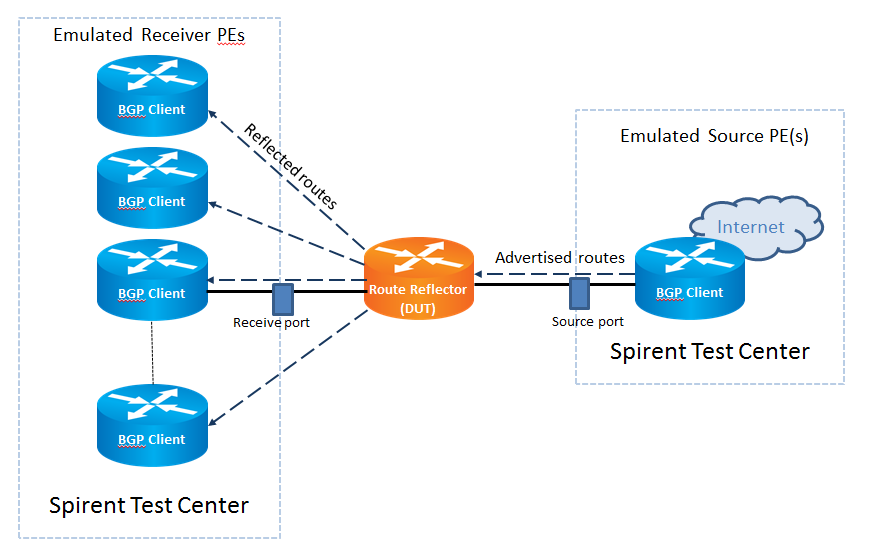 Emulated Receiver PEs
BGP Client
BGP Client
BGP Client
BGP Client
Spirent Test Center
Reflected routes
Receive port
Route Reflector
(DUT)
Advertised routes
Source port
Emulated Source PE(s)
Internet
BGP Client
Spirent Test Center